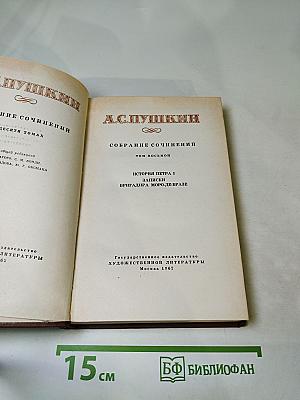 С.ПУШКИН
РАНИЕ СОЧИНЕНИЙ
ДЕСЯТИ ТОМАХ
ЛИТЕРАТУРЫ
А.С.ПУШКИН
СОБРАНИЕ СОЧИНЕНИЙ
ТОМ ВОСЬМОЙ
ИСТОРИЯ ПЕТРА I
ЗАПИСКИ
БРИГАДИРА МОРО-ДЕ-БРАЗЕ
Государственное издательство
ХУДОЖЕСТВЕННОЙ ЛИТЕРАТУРЫ
Москва 1962
15 см
БФ БИБЛИОФАН